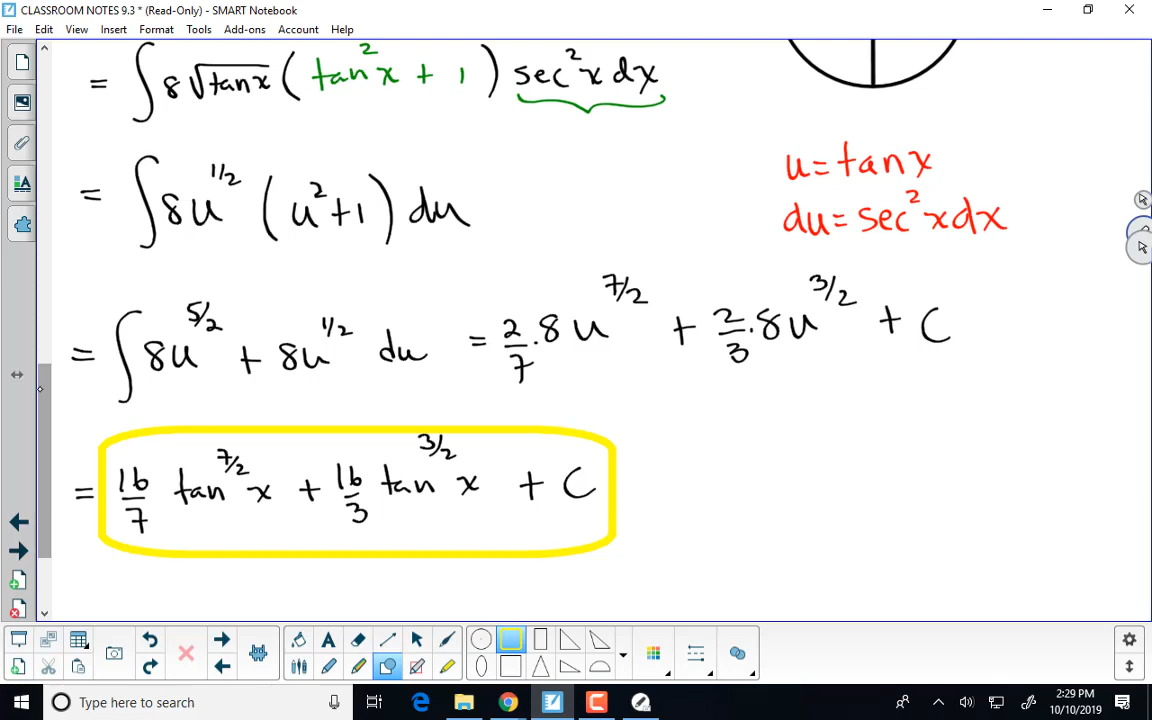 CLASSROOM NOTES 9.3 * (Read-Only) - SMART Notebook
File Edit View Insert Format Tools Add-ons Account Help
= ∫ 8√tanx (tan²x + 1) sec²x dx
= ∫ 8u^1/2 (u²+1) du
u = tanx
du = sec²x dx
= ∫ 8u^5/2 + 8u^1/2 du = 2/7 · 8u^7/2 + 2/3 · 8u^3/2 + C
= 16/7 tan^7/2 x + 16/3 tan^3/2 x + C
Type here to search
2:29 PM
10/10/2019